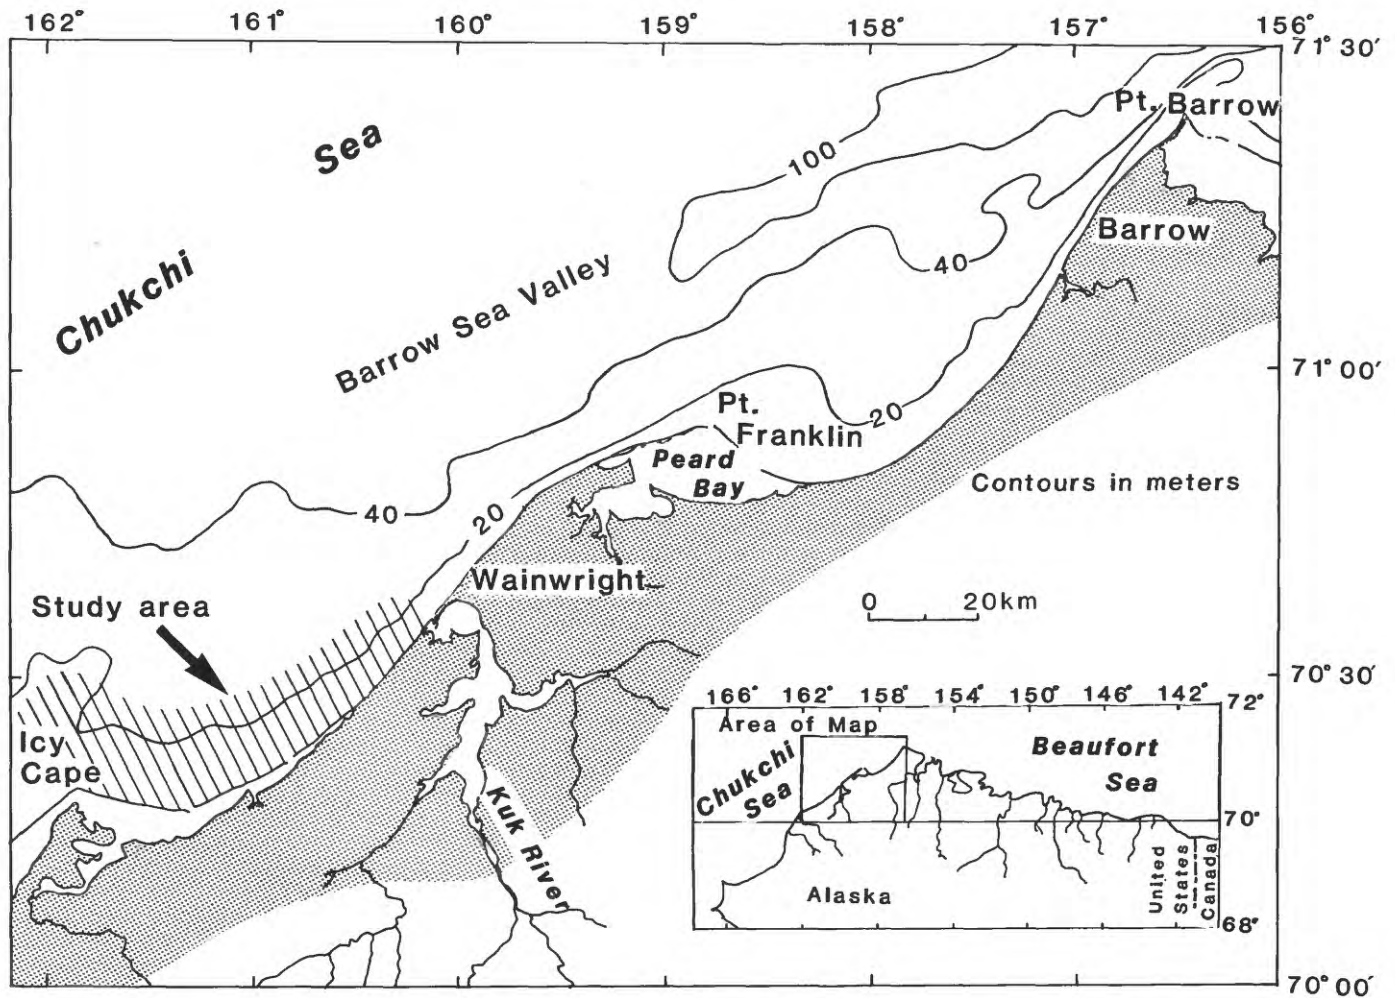 162° 161° 160° 159° 158° 157° 156°
71° 30′
Pt. Barrow
Sea
100
Barrow
40
Chukchi
Barrow Sea Valley
71° 00′
Pt.
Franklin
20
Peard
Bay
Contours in meters
40
20
Wainwright
Study area
0 20km
70° 30′
Icy
Cape
Kuk River
166° 162° 158° 154° 150° 146° 142°
72°
Area of Map
Beaufort
Sea
Chukchi
Sea
70°
United
States
Canada
Alaska
68°
70° 00′